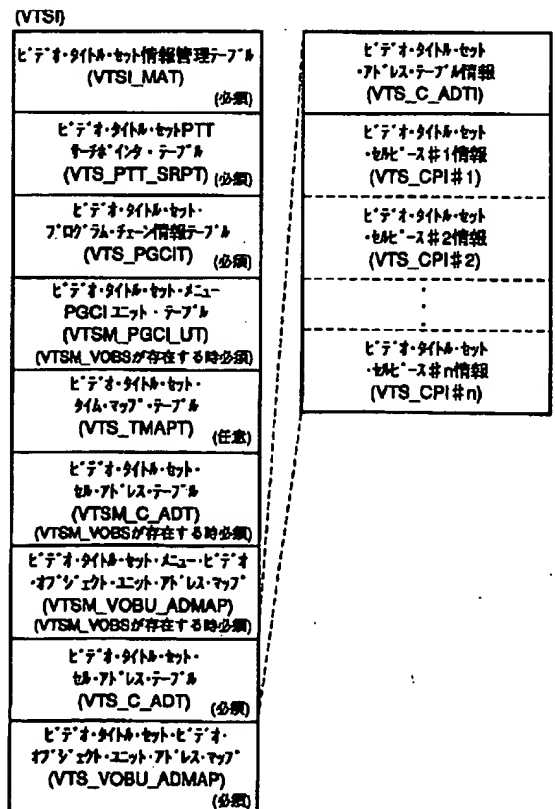 (VTSI)
ビデオ・タイトル・セット情報管理テーブル
(VTSI_MAT)
(必須)
ビデオ・タイトル・セットPTT
サーチポインタ・テーブル
(VTS_PTT_SRPT) (必須)
ビデオ・タイトル・セット・
プログラム・チェーン情報テーブル
(VTS_PGCIT) (必須)
ビデオ・タイトル・セット・メニュー
PGCIユニット・テーブル
(VTSM_PGCI_UT)
(VTSM_VOBSが存在する時必須)
ビデオ・タイトル・セット・
タイム・マップ・テーブル
(VTS_TMAPT) (任意)
ビデオ・タイトル・セット・
セル・アドレス・テーブル
(VTSM_C_ADT)
(VTSM_VOBSが存在する時必須)
ビデオ・タイトル・セット・メニュー・ビデオ
・オブジェクト・ユニット・アドレス・マップ
(VTSM_VOBU_ADMAP)
(VTSM_VOBSが存在する時必須)
ビデオ・タイトル・セット・
セル・アドレス・テーブル
(VTS_C_ADT) (必須)
ビデオ・タイトル・セット・ビデオ・
オブジェクト・ユニット・アドレス・マップ
(VTS_VOBU_ADMAP)
(必須)
ビデオ・タイトル・セット
・アドレス・テーブル情報
(VTS_C_ADTI)
ビデオ・タイトル・セット
・セルピース#1情報
(VTS_CPI#1)
ビデオ・タイトル・セット
・セルピース#2情報
(VTS_CPI#2)
ビデオ・タイトル・セット
・セルピース#n情報
(VTS_CPI#n)